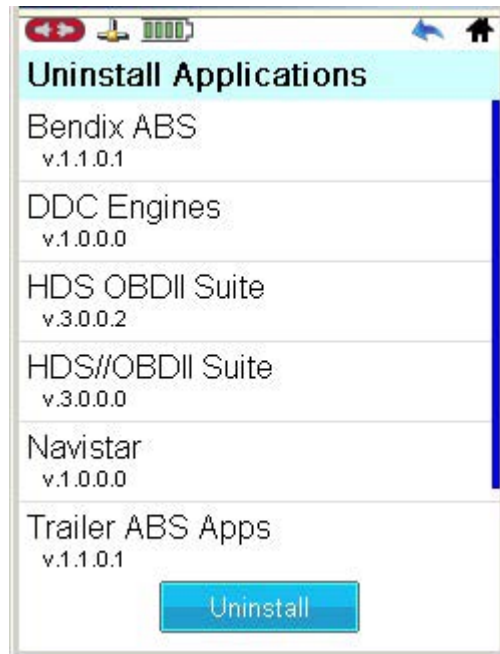 Uninstall Applications
Bendix ABS
v.1.1.0.1
DDC Engines
v.1.0.0.0
HDS OBDII Suite
v.3.0.0.2
HDS//OBDII Suite
v.3.0.0.0
Navistar
v.1.0.0.0
Trailer ABS Apps
v.1.1.0.1
Uninstall